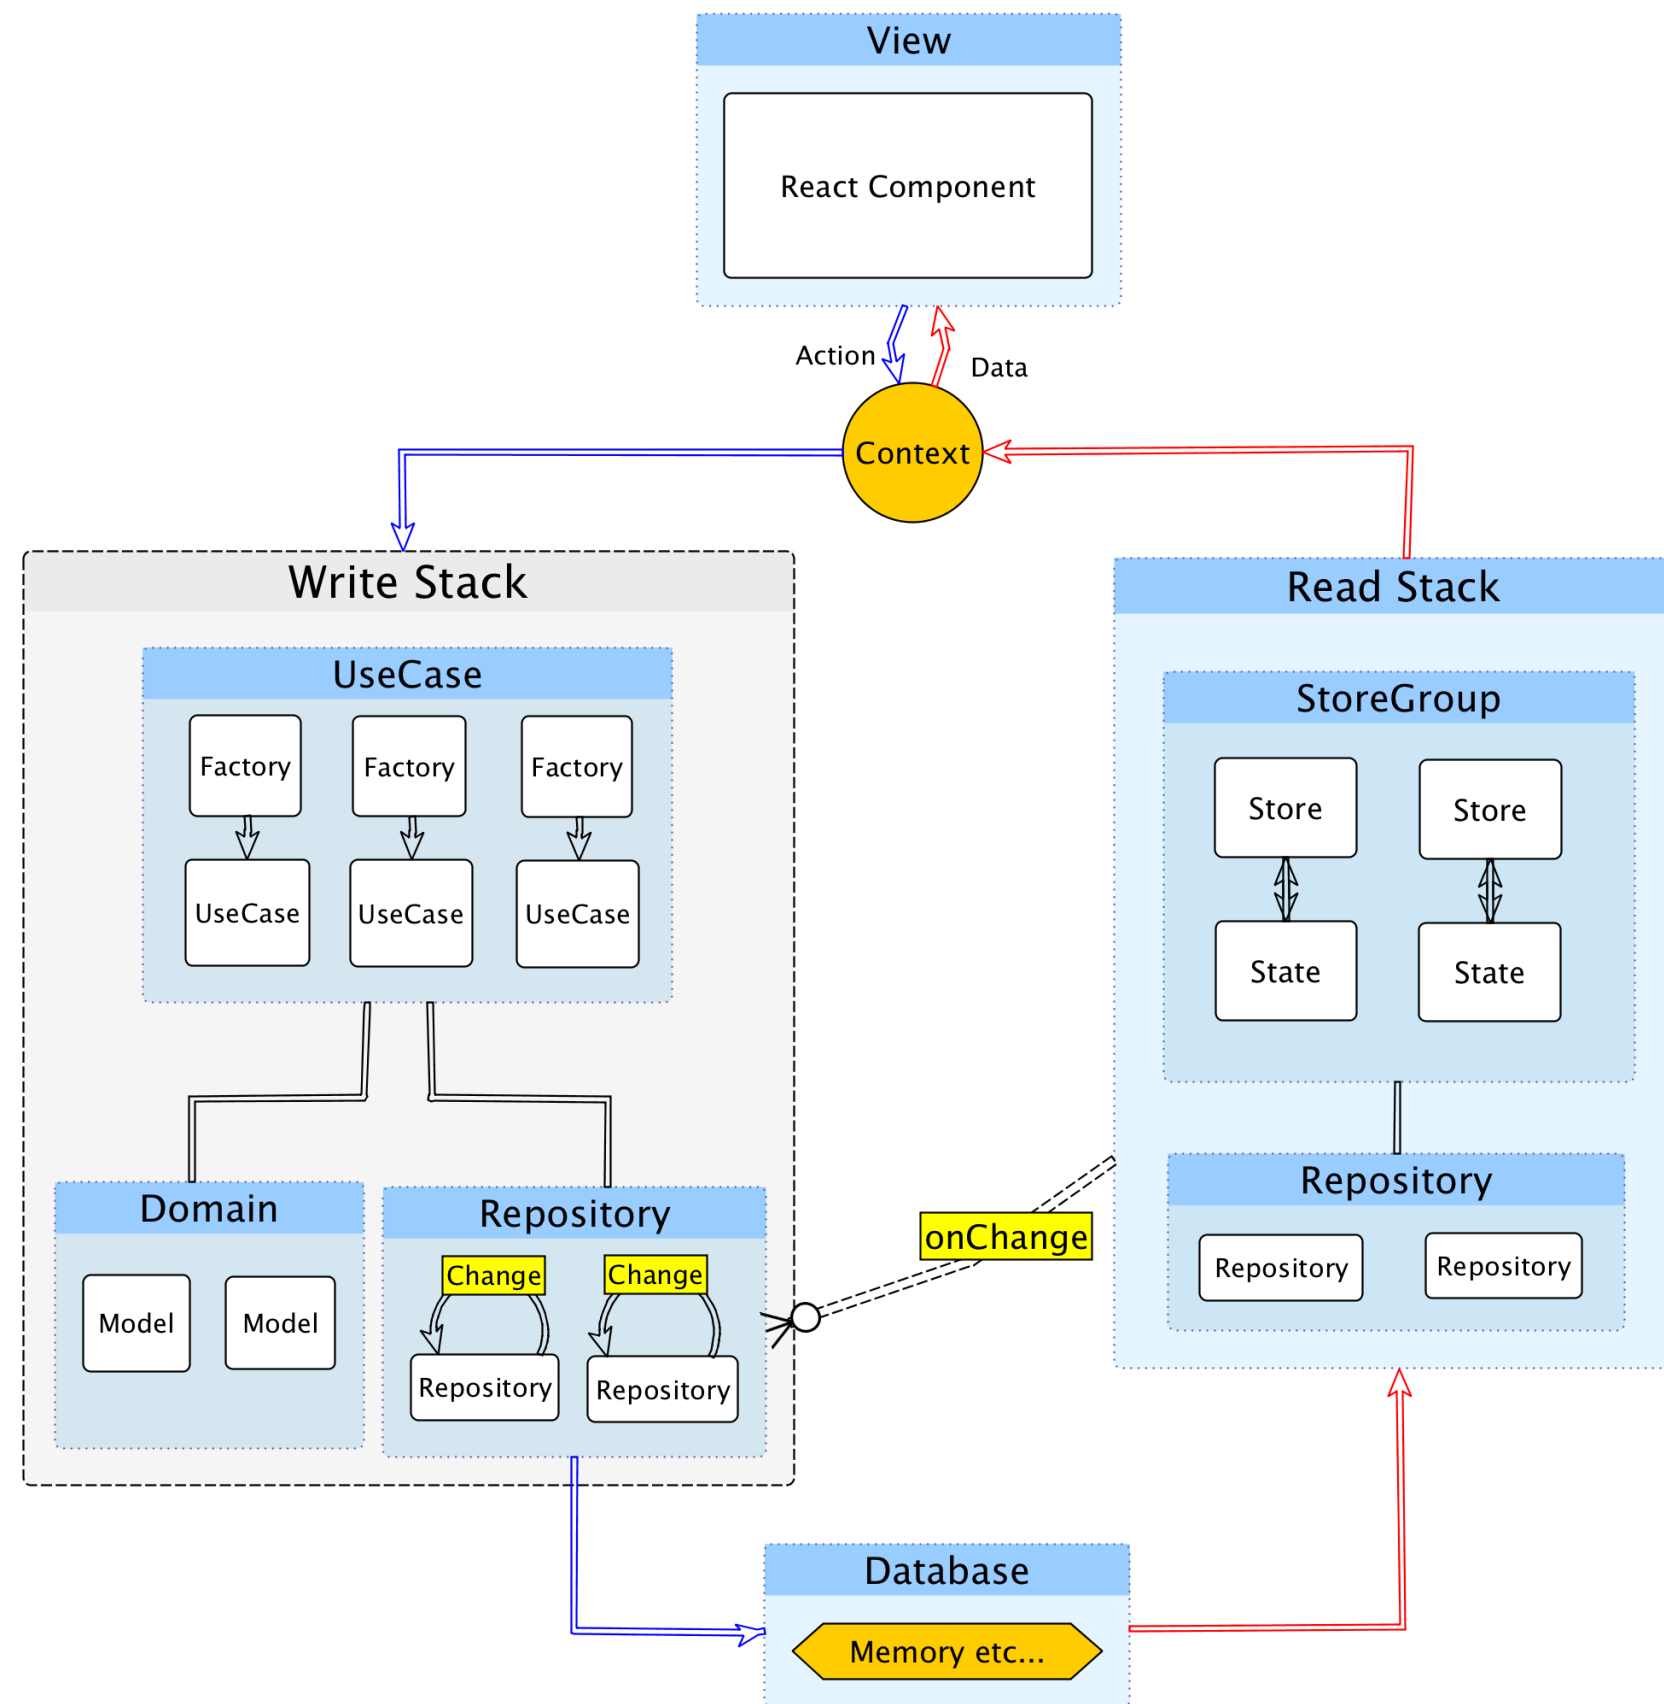 View
React Component
Action
Data
Context
Write Stack
UseCase
Factory
Factory
Factory
UseCase
UseCase
UseCase
Domain
Model
Model
Repository
Change
Change
Repository
Repository
onChange
Read Stack
StoreGroup
Store
Store
State
State
Repository
Repository
Repository
Database
Memory etc...